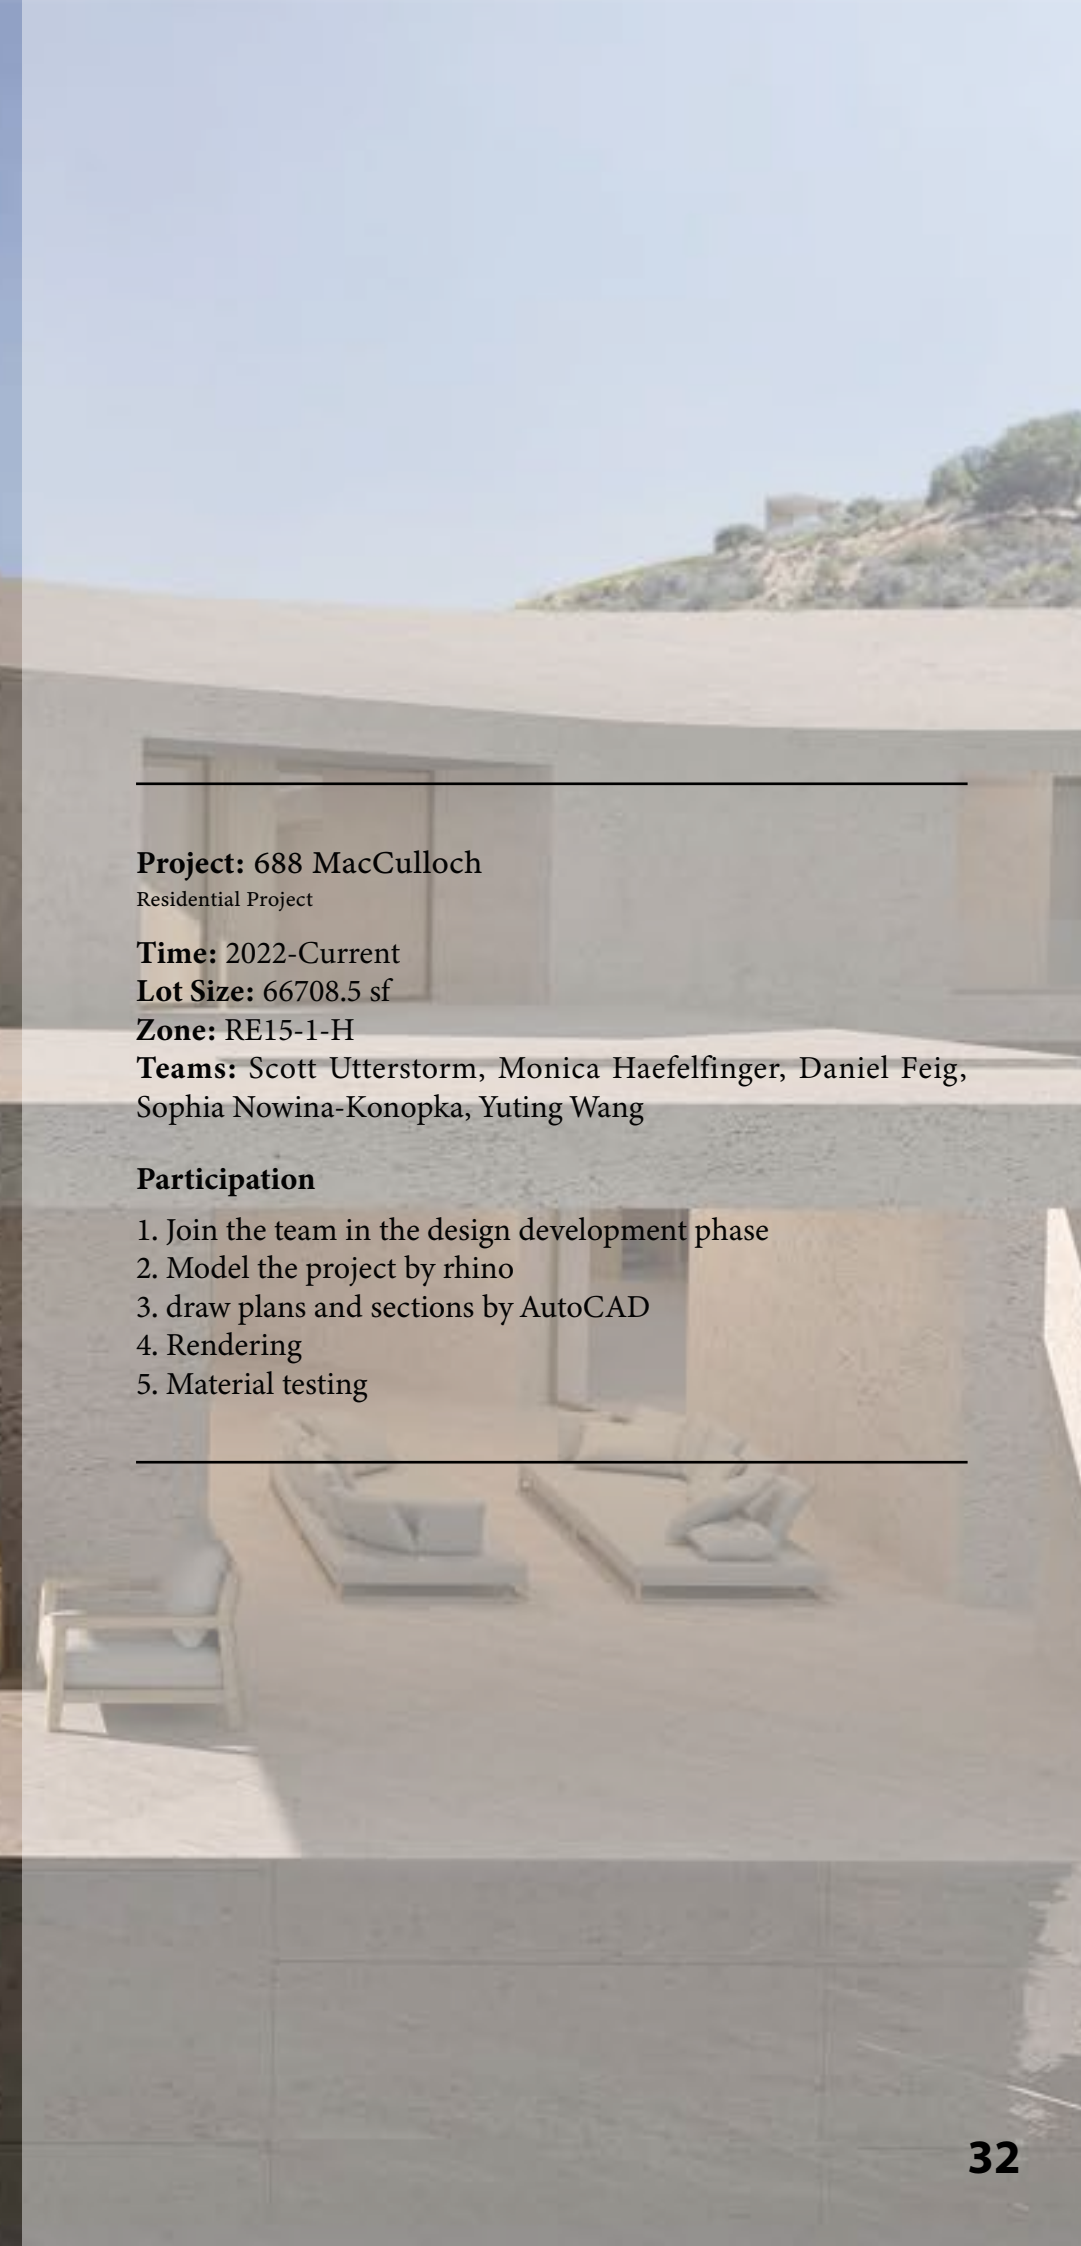 Project: 688 MacCulloch
Residential Project
Time: 2022-Current
Lot Size: 66708.5 sf
Zone: RE15-1-H
Teams: Scott Utterstorm, Monica Haefelfinger, Daniel Feig,
Sophia Nowina-Konopka, Yuting Wang
Participation
1. Join the team in the design development phase
2. Model the project by rhino
3. draw plans and sections by AutoCAD
4. Rendering
5. Material testing
32